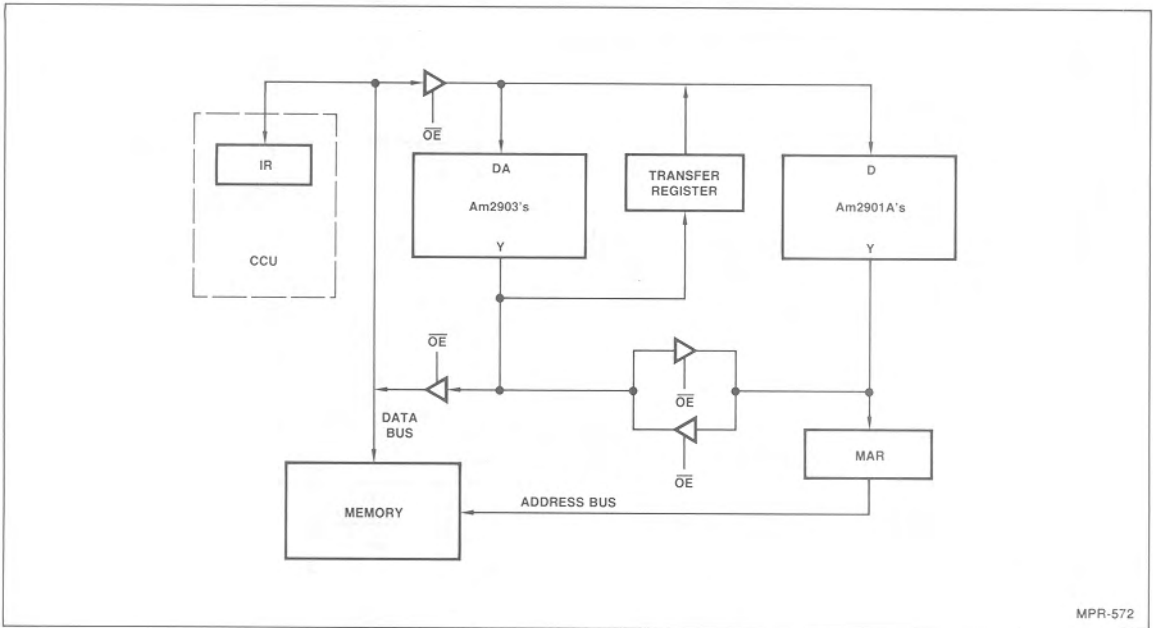 OE
IR
CCU
DA
Am2903's
Y
TRANSFER
REGISTER
D
Am2901A's
Y
OE
OE
OE
DATA
BUS
MAR
MEMORY
ADDRESS BUS
MPR-572